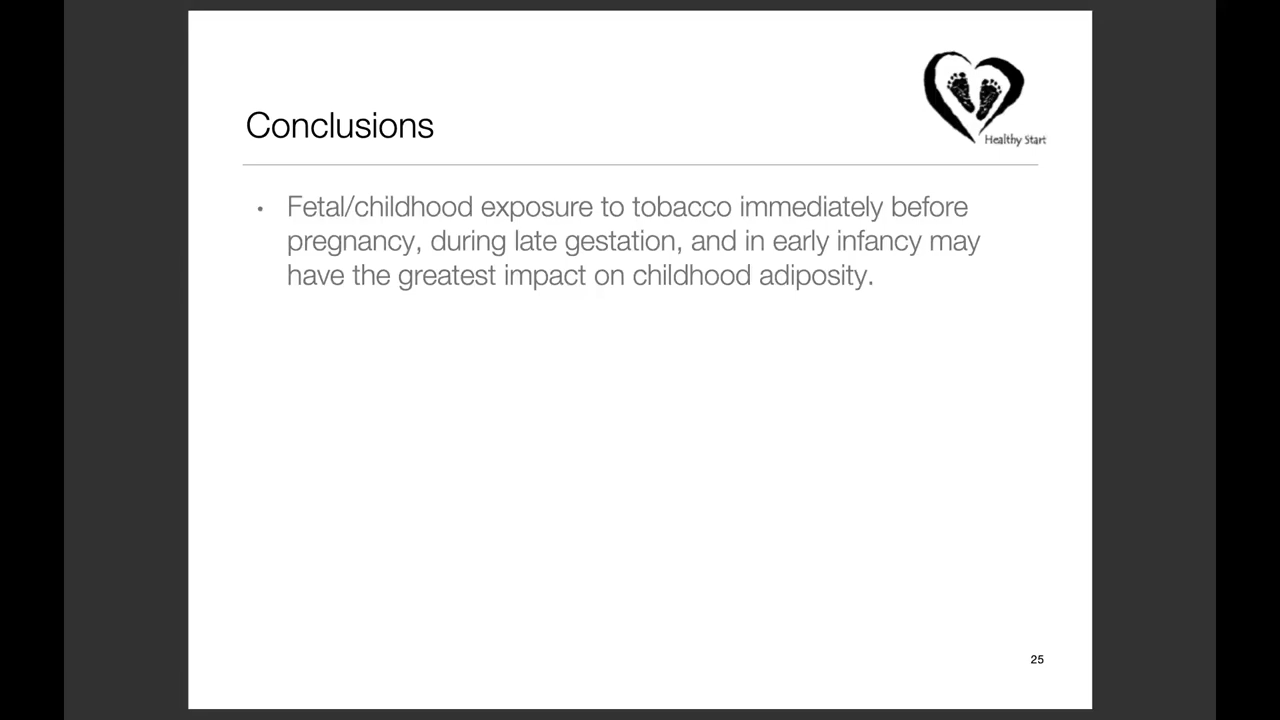 Healthy Start
Conclusions
• Fetal/childhood exposure to tobacco immediately before
pregnancy, during late gestation, and in early infancy may
have the greatest impact on childhood adiposity.
25